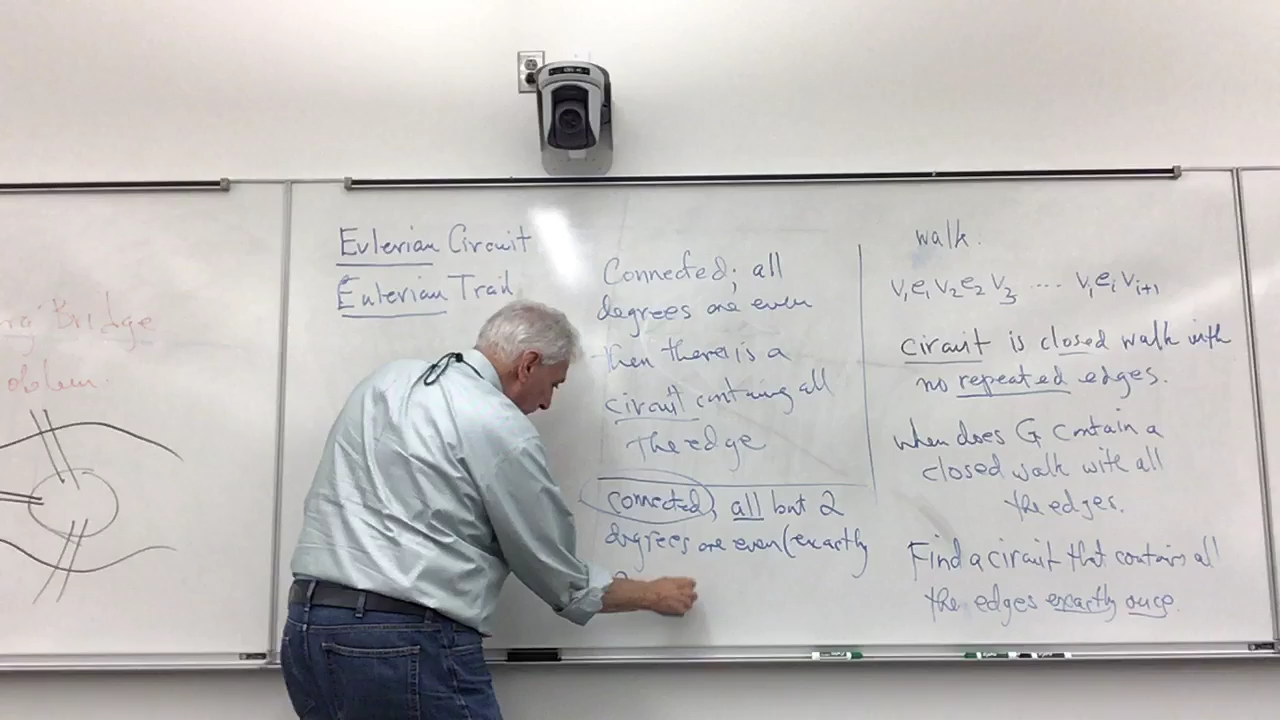 Bridge
oblem.
Eulerian Circuit
Eulerian Trail
Connected; all
degrees are even
then there is a
circuit containing all
the edge
connected, all but 2
degrees are even (exactly
walk.
v1e1v2e2v3 .... vieivi+1
circuit is closed walk with
no repeated edges.
when does G contain a
closed walk with all
the edges.
Find a circuit that contains all
the edges exactly once.